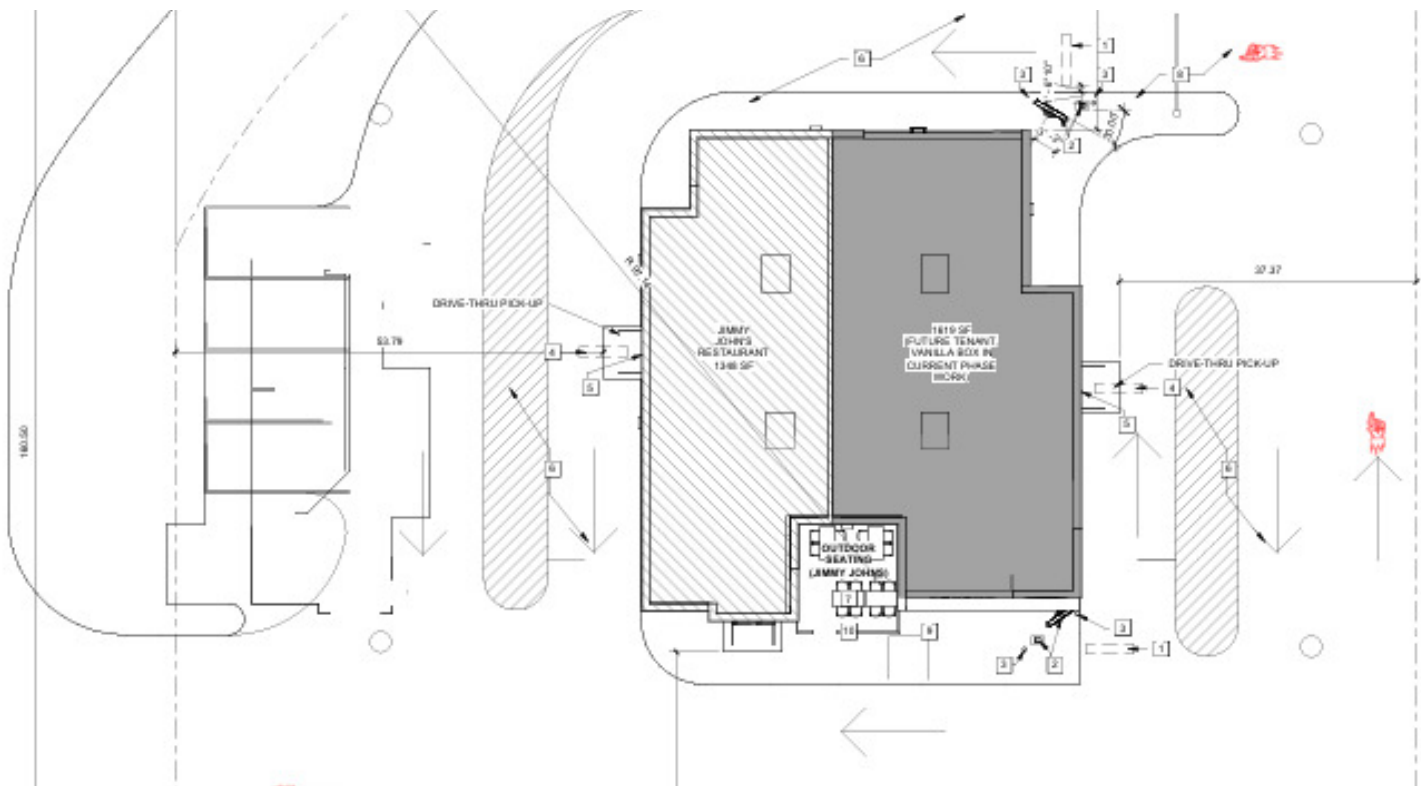 6
1
3
3
8
2
DRIVE-THRU PICK-UP
JIMMY
JOHN'S
RESTAURANT
1348 SF
1619 SF
(FUTURE TENANT,
VANILLA BOX IN
CURRENT PHASE
WORK)
37.37
53.79
4
5
DRIVE-THRU PICK-UP
4
5
180.50
6
6
OUTDOOR
SEATING
(JIMMY JOHNS)
7
10
9
3
3
2
1